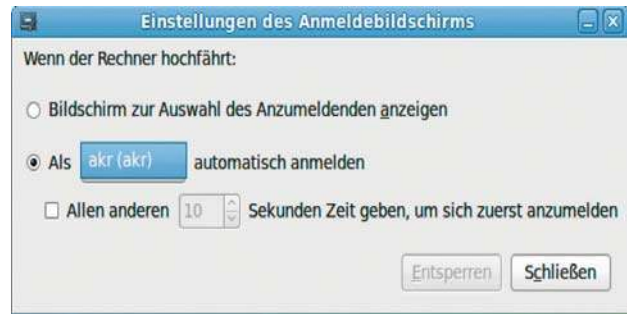 Einstellungen des Anmeldebildschirms
Wenn der Rechner hochfährt:
Bildschirm zur Auswahl des Anzumeldenden anzeigen
Als akr (akr) automatisch anmelden
Allen anderen 10 Sekunden Zeit geben, um sich zuerst anzumelden
Entsperren Schließen